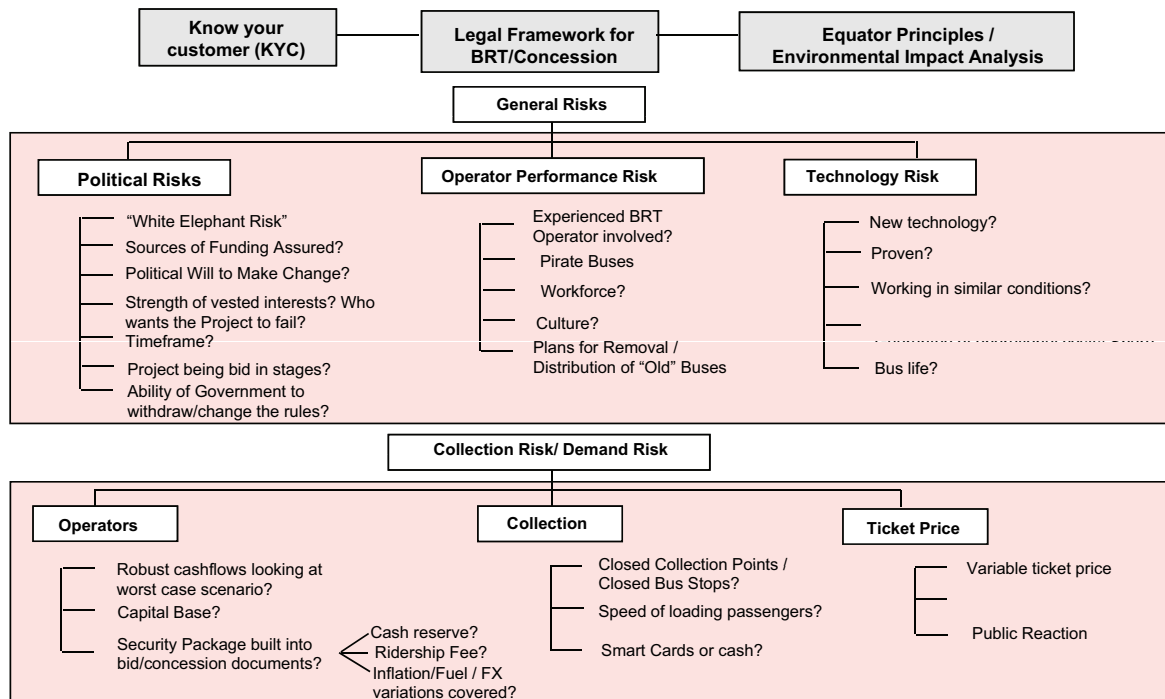 Know your
customer (KYC)
Legal Framework for
BRT/Concession
Equator Principles /
Environmental Impact Analysis
General Risks
Political Risks
“White Elephant Risk”
Sources of Funding Assured?
Political Will to Make Change?
Strength of vested interests? Who
wants the Project to fail?
Timeframe?
Project being bid in stages?
Ability of Government to
withdraw/change the rules?
Operator Performance Risk
Experienced BRT
Operator involved?
Pirate Buses
Workforce?
Culture?
Plans for Removal /
Distribution of “Old” Buses
Technology Risk
New technology?
Proven?
Working in similar conditions?
Bus life?
Collection Risk/ Demand Risk
Operators
Robust cashflows looking at
worst case scenario?
Capital Base?
Security Package built into
bid/concession documents?
Cash reserve?
Ridership Fee?
Inflation/Fuel / FX
variations covered?
Collection
Closed Collection Points /
Closed Bus Stops?
Speed of loading passengers?
Smart Cards or cash?
Ticket Price
Variable ticket price
Public Reaction